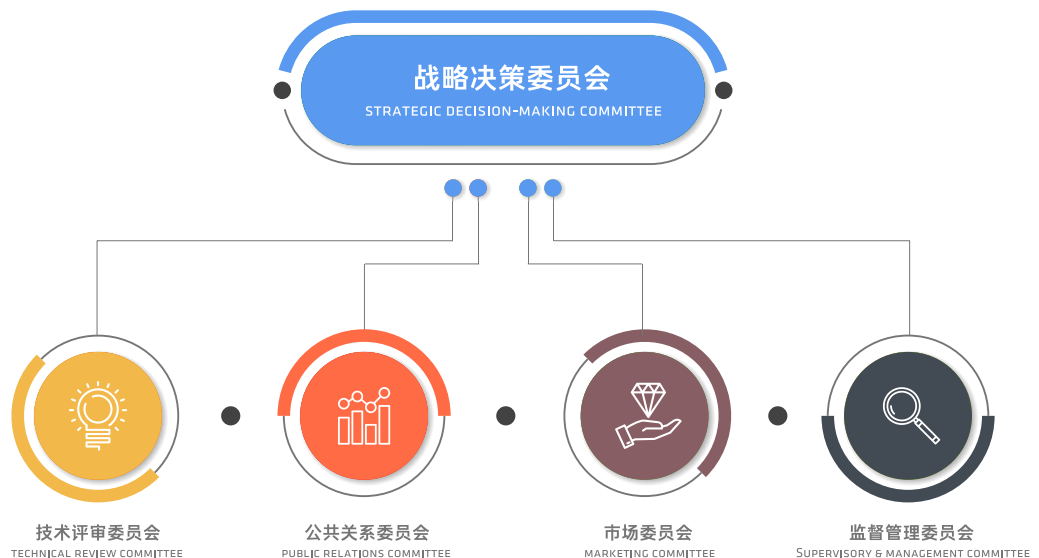 战略决策委员会
STRATEGIC DECISION-MAKING COMMITTEE
技术评审委员会
TECHNICAL REVIEW COMMITTEE
公共关系委员会
PUBLIC RELATIONS COMMITTEE
市场委员会
MARKETING COMMITTEE
监督管理委员会
SUPERVISORY & MANAGEMENT COMMITTEE